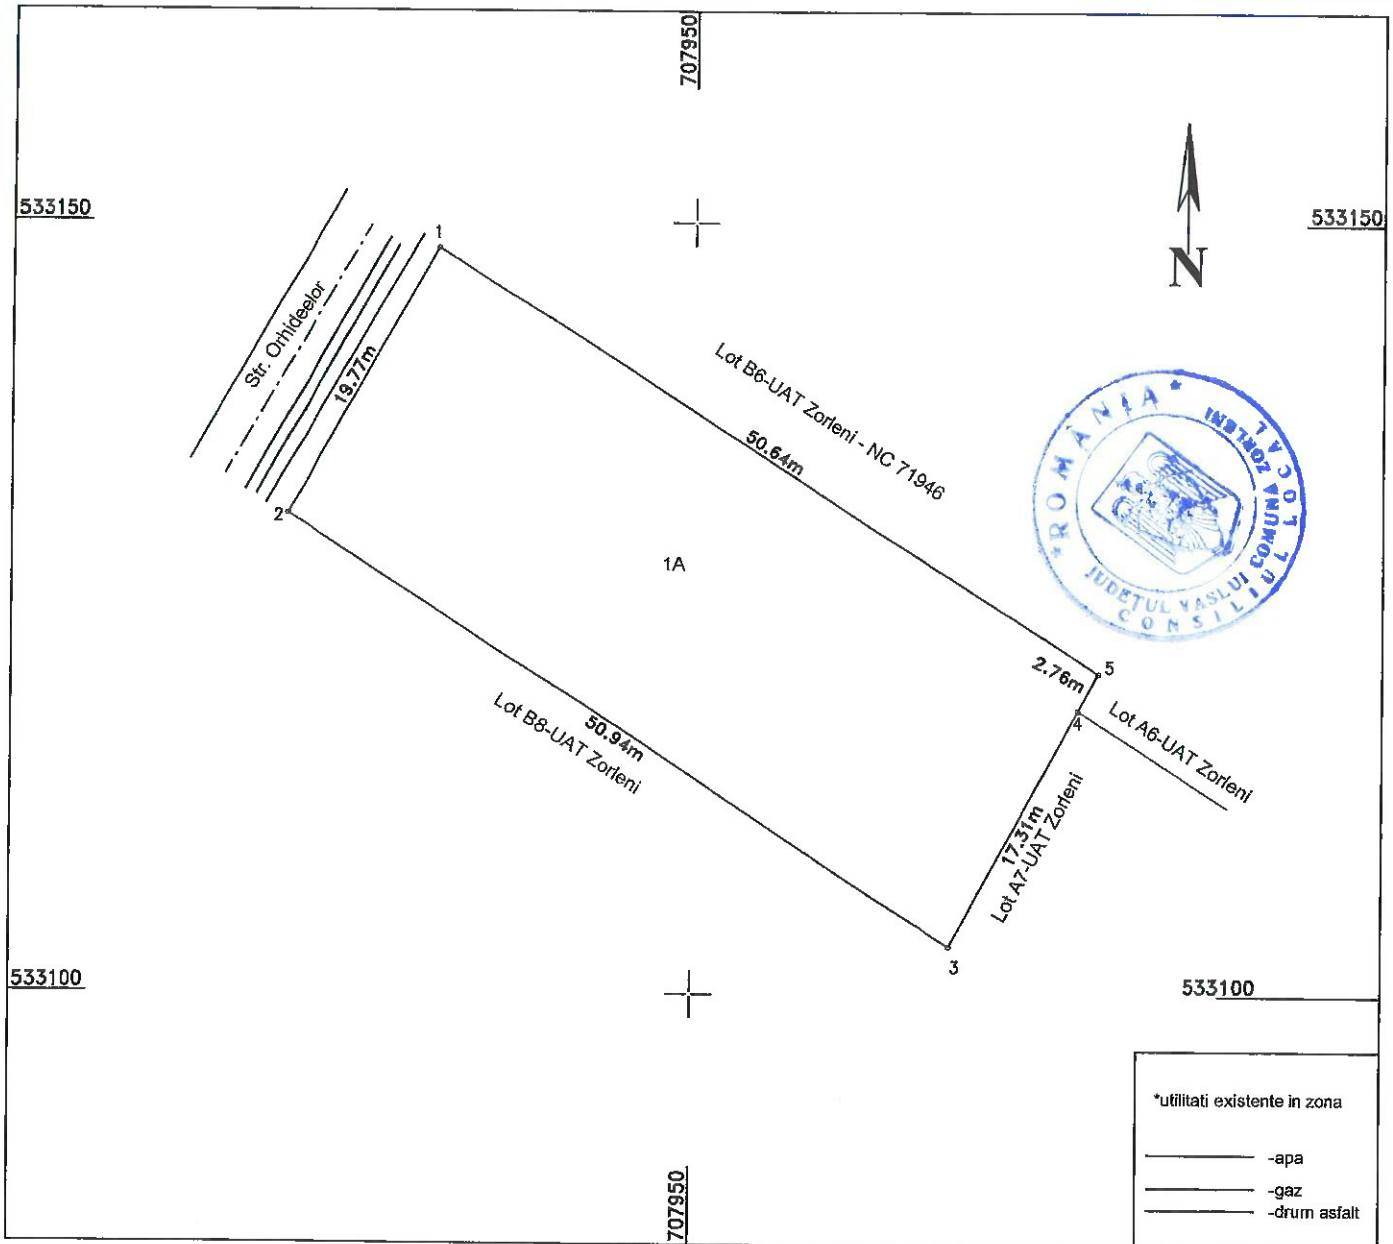 707950
533150
533150
N
1
Str. Orhideelor
19.77m
Lot B6-UAT Zorleni - NC 71946
50.64m
*ROMÂNIA*
CONSILIUL LOCAL
JUDEȚUL VASLUI COMUNA ZORLENI
2
1A
5
2.76m
4
Lot A6-UAT Zorleni
Lot B8-UAT Zorleni
50.94m
17.31m
Lot A7-UAT Zorleni
3
533100
533100
707950
*utilitati existente in zona
-apa
-gaz
-drum asfalt